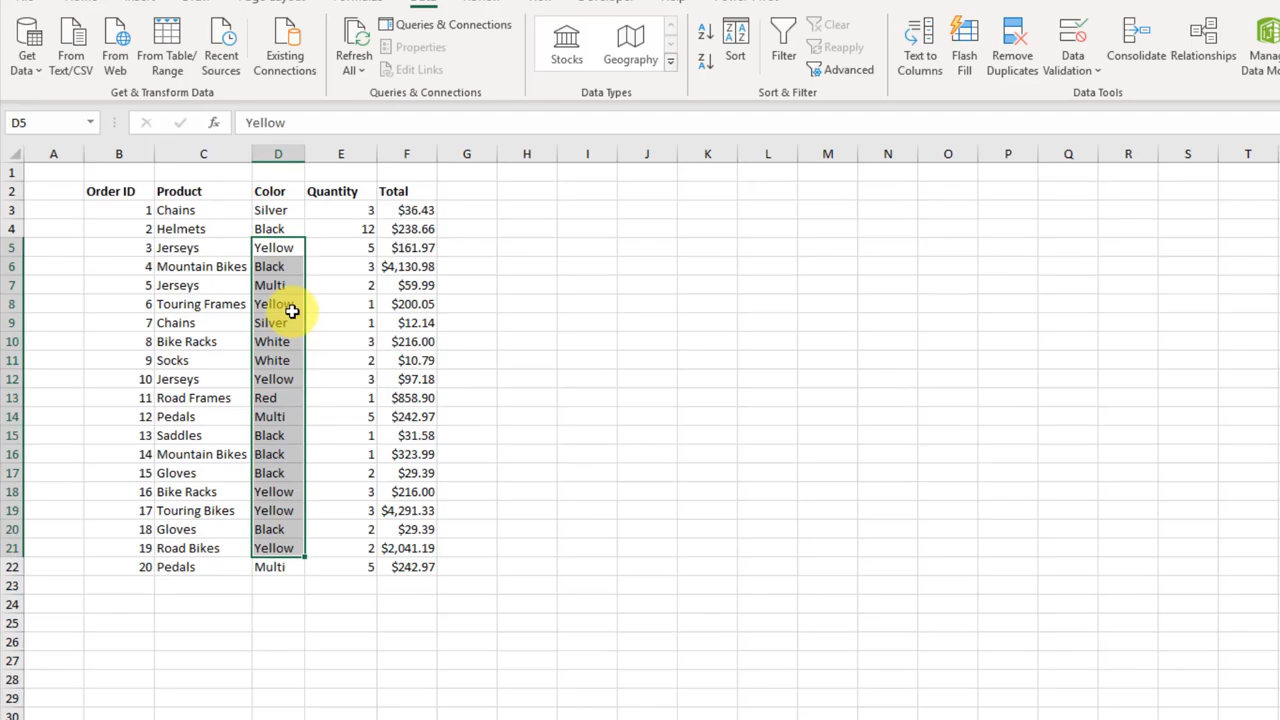 Data
Queries & Connections
Properties
Edit Links
Clear
Reapply
Advanced
Get Data
From Text/CSV
From Web
From Table/ Range
Recent Sources
Existing Connections
Refresh All
Stocks
Geography
Sort
Filter
Text to Columns
Flash Fill
Remove Duplicates
Data Validation
Consolidate
Relationships
Get & Transform Data
Queries & Connections
Data Types
Sort & Filter
Data Tools
D5 fx Yellow
A B C D E F G H I J K L M N O P Q R S T
1
2 Order ID Product Color Quantity Total
3 1 Chains Silver 3 $36.43
4 2 Helmets Black 12 $238.66
5 3 Jerseys Yellow 5 $161.97
6 4 Mountain Bikes Black 3 $4,130.98
7 5 Jerseys Multi 2 $59.99
8 6 Touring Frames Yellow 1 $200.05
9 7 Chains Silver 1 $12.14
10 8 Bike Racks White 3 $216.00
11 9 Socks White 2 $10.79
12 10 Jerseys Yellow 3 $97.18
13 11 Road Frames Red 1 $858.90
14 12 Pedals Multi 5 $242.97
15 13 Saddles Black 1 $31.58
16 14 Mountain Bikes Black 1 $323.99
17 15 Gloves Black 2 $29.39
18 16 Bike Racks Yellow 3 $216.00
19 17 Touring Bikes Yellow 3 $4,291.33
20 18 Gloves Black 2 $29.39
21 19 Road Bikes Yellow 2 $2,041.19
22 20 Pedals Multi 5 $242.97
23
24
25
26
27
28
29
30